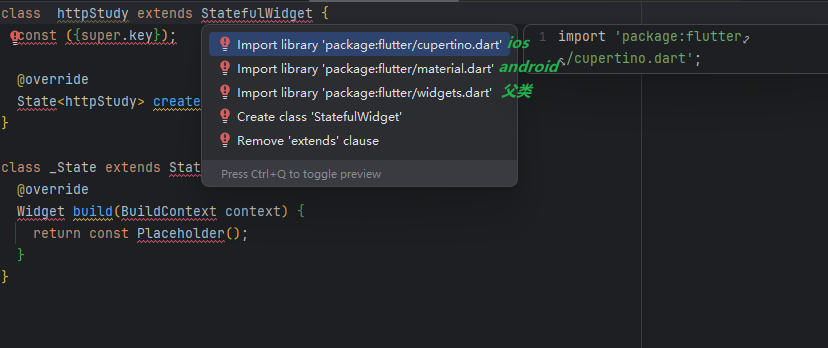 class httpStudy extends StatefulWidget {
const ({super.key});
@override
State<httpStudy> create
}
class _State extends Stat
@override
Widget build(BuildContext context) {
return const Placeholder();
}
}
Import library 'package:flutter/cupertino.dart' ios
Import library 'package:flutter/material.dart' android
Import library 'package:flutter/widgets.dart' 父类
Create class 'StatefulWidget'
Remove 'extends' clause
Press Ctrl+Q to toggle preview
1 import 'package:flutter
/cupertino.dart';